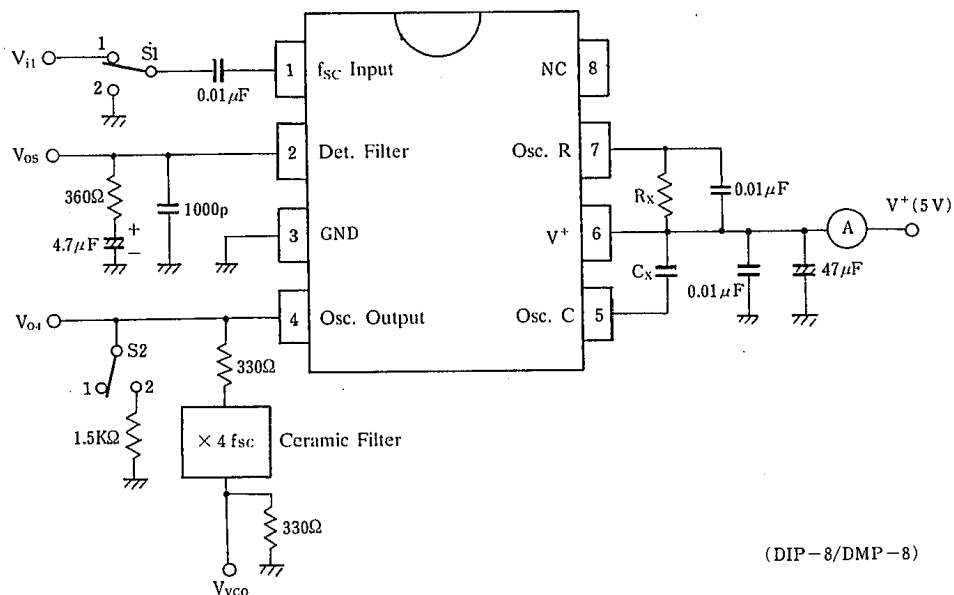 Vi1
1
S1
2
0.01μF
1
fSC Input
NC
8
V0S
2
Det. Filter
Osc. R
7
360Ω
1000p
4.7μF
+
−
RX
0.01μF
V+ (5V)
3
GND
V+
6
A
CX
0.01μF
47μF
V04
4
Osc. Output
Osc. C
5
S2
1
2
330Ω
1.5KΩ
× 4 fsc
Ceramic Filter
330Ω
VVCO
(DIP−8/DMP−8)